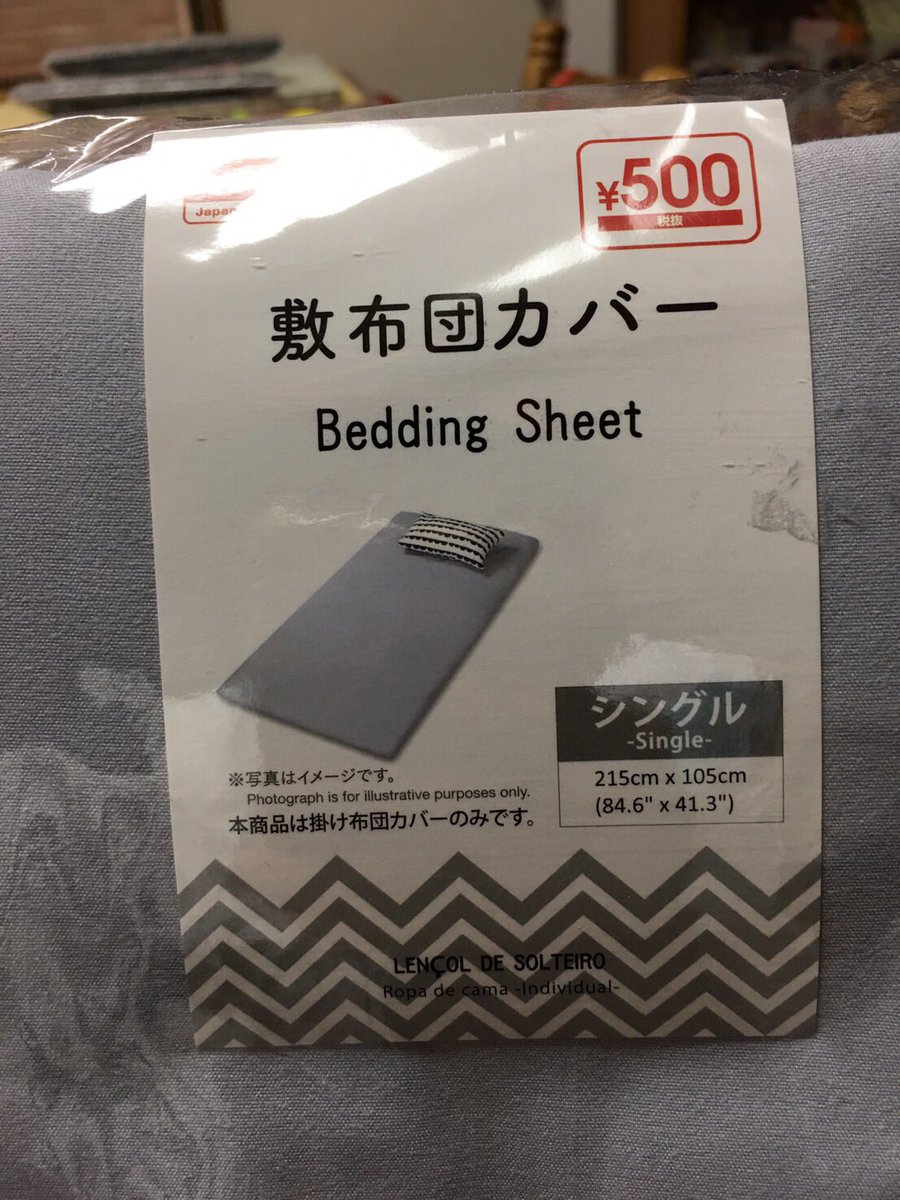 Japan
¥500
税抜
敷布団カバー
Bedding Sheet
シングル
-Single-
215cm x 105cm
(84.6" x 41.3")
※写真はイメージです。
Photograph is for illustrative purposes only.
本商品は掛け布団カバーのみです。
LENÇOL DE SOLTEIRO
Ropa de cama -Individual-